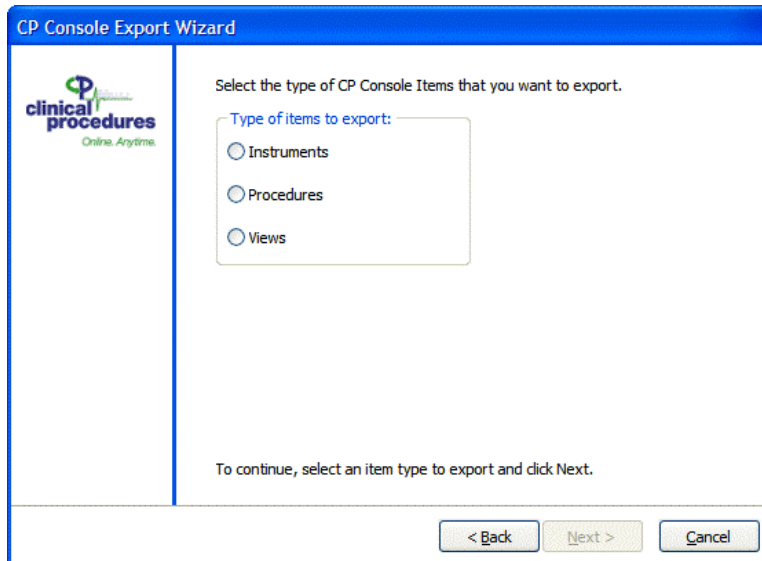 CP Console Export Wizard
CP
clinical
procedures
Online. Anytime.
Select the type of CP Console Items that you want to export.
Type of items to export:
Instruments
Procedures
Views
To continue, select an item type to export and click Next.
< Back
Next >
Cancel